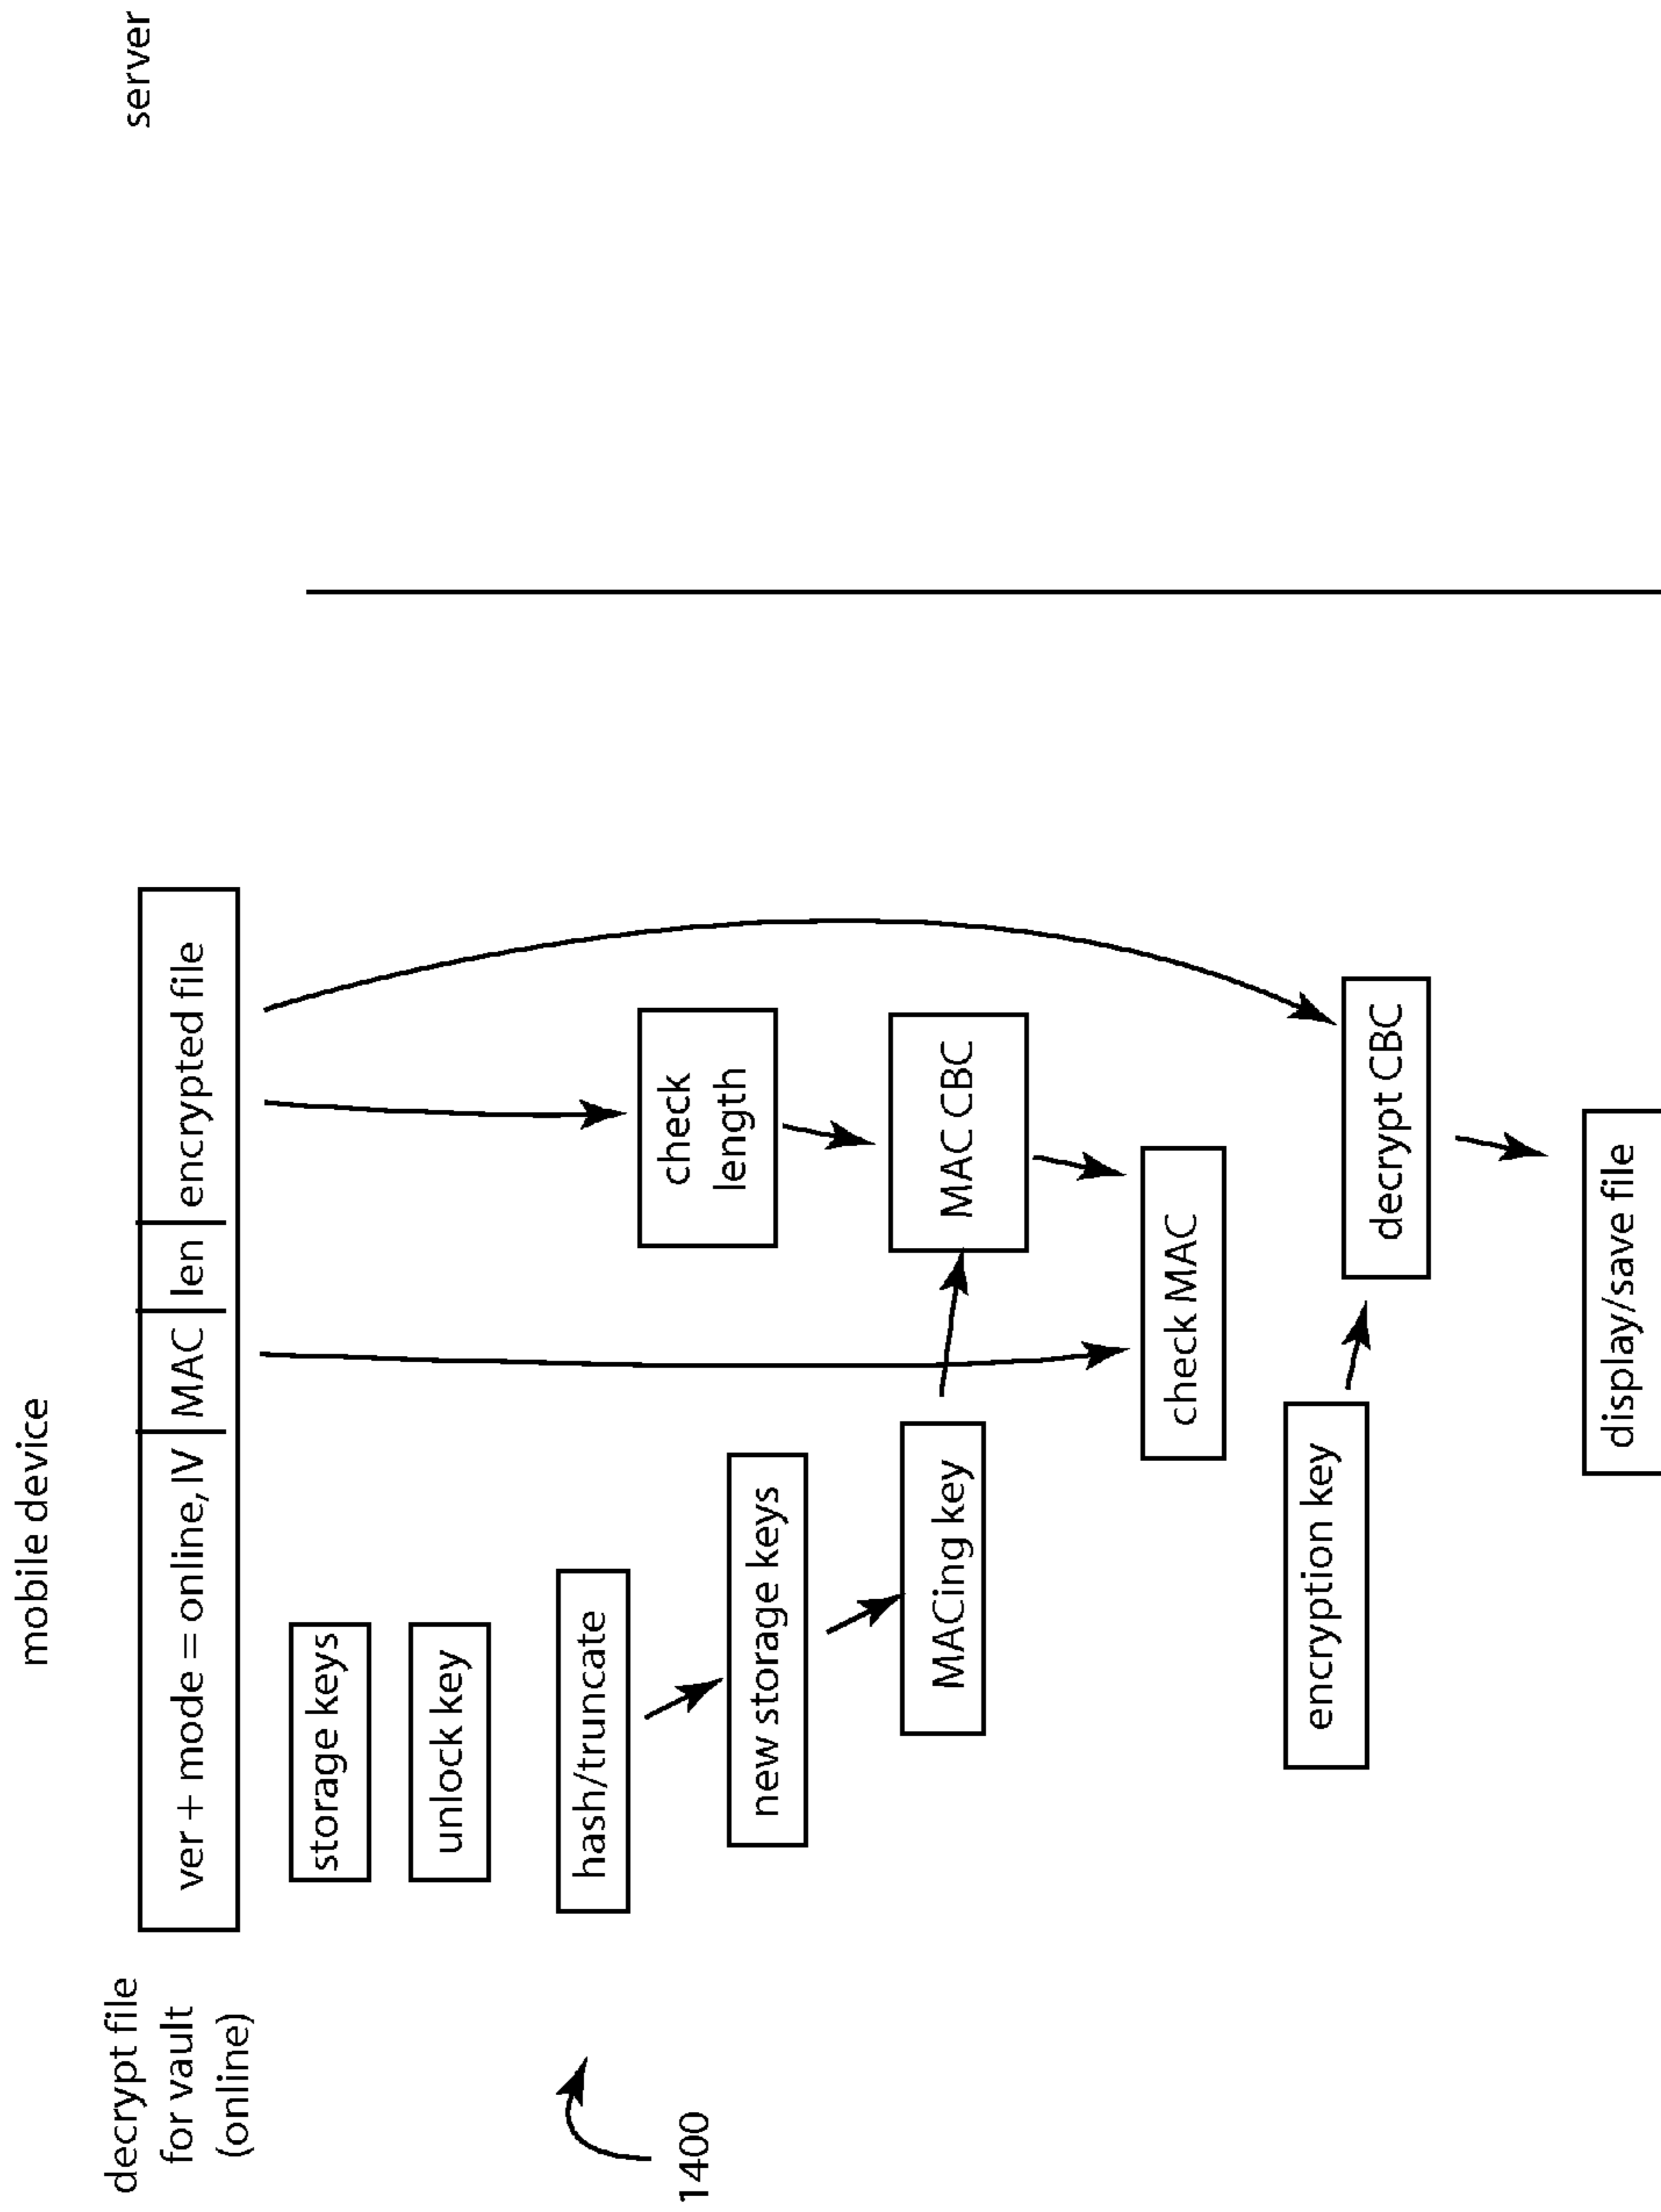 mobile device
server
decrypt file
for vault
(online)
ver + mode = online, IV MAC len encrypted file
storage keys
unlock key
hash/truncate
check
length
new storage keys
MACing key
MAC CBC
check MAC
encryption key
decrypt CBC
display/save file
1400